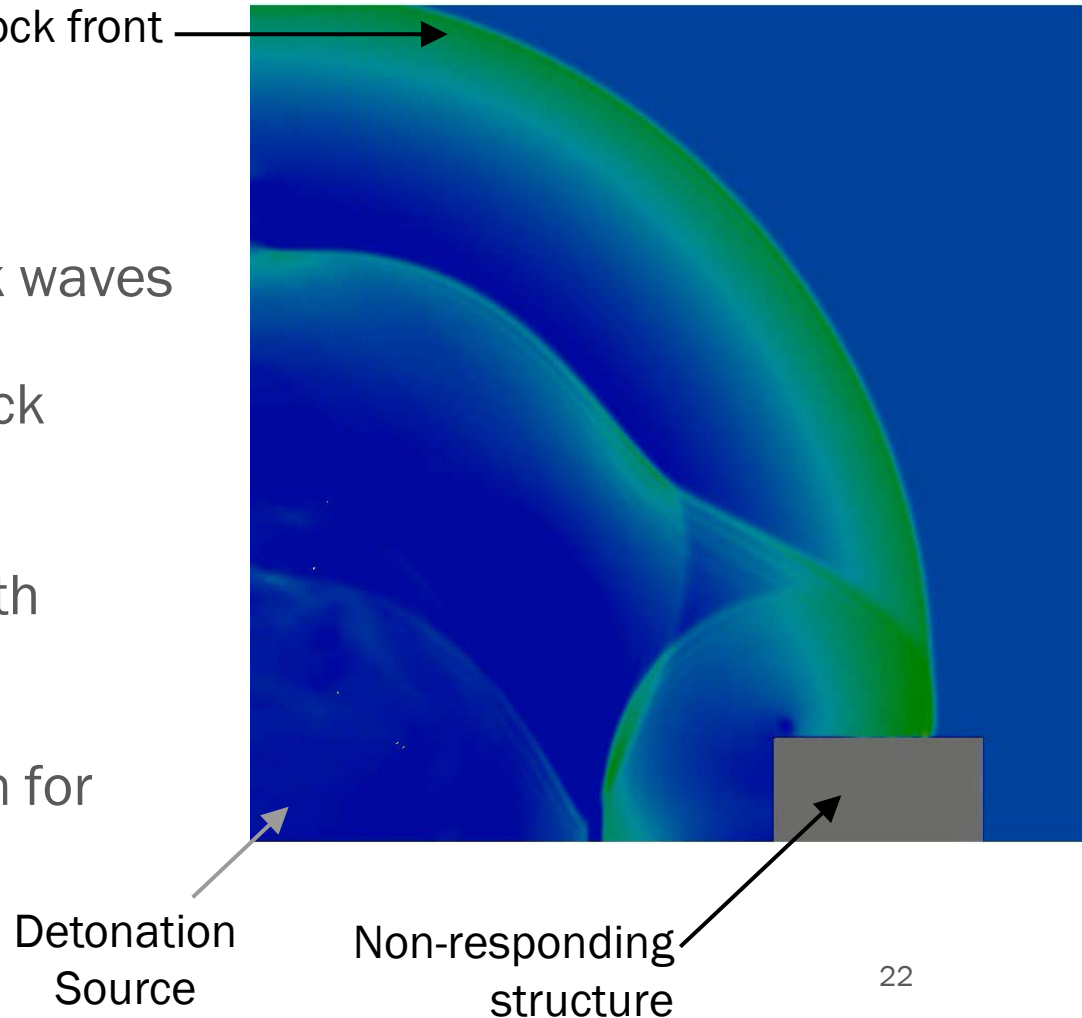 ock front
k waves
ck
th
n for
Detonation
Source
Non-responding
structure
22